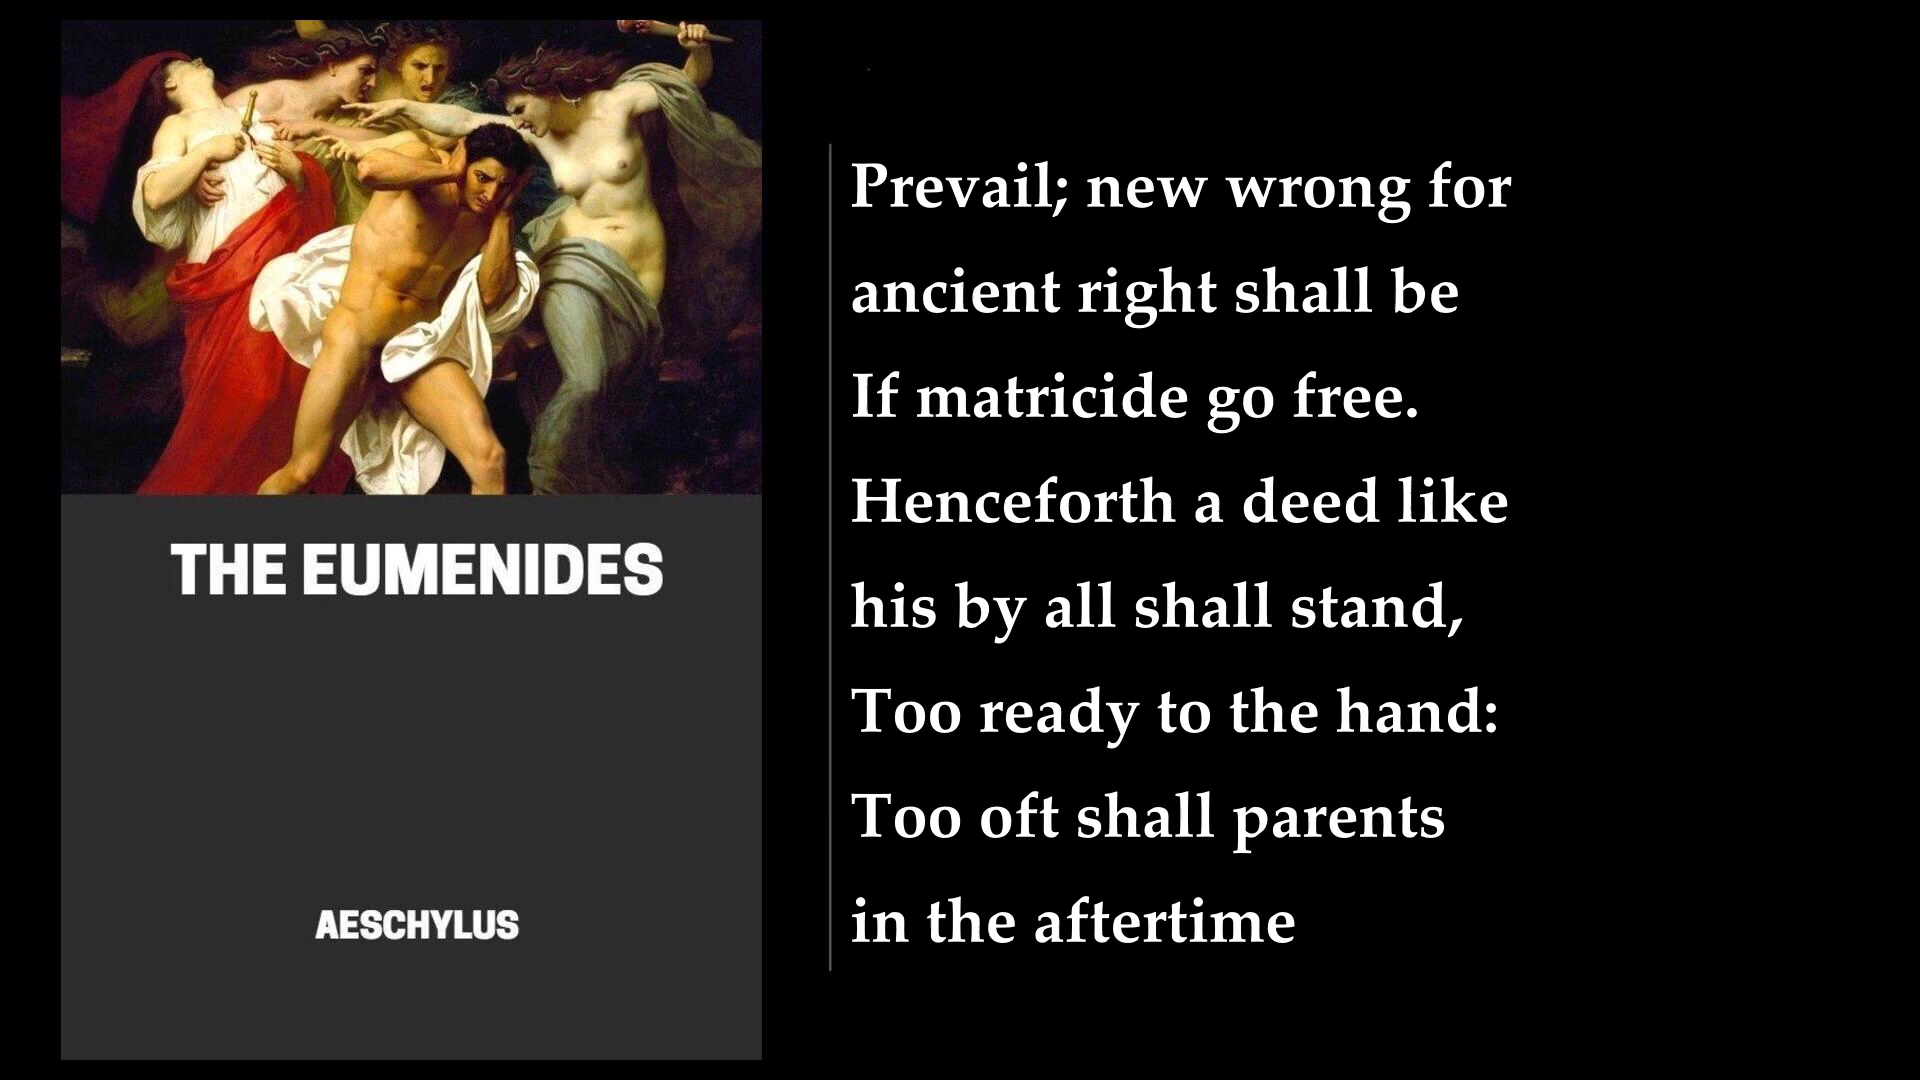 THE EUMENIDES
AESCHYLUS
Prevail; new wrong for
ancient right shall be
If matricide go free.
Henceforth a deed like
his by all shall stand,
Too ready to the hand:
Too oft shall parents
in the aftertime